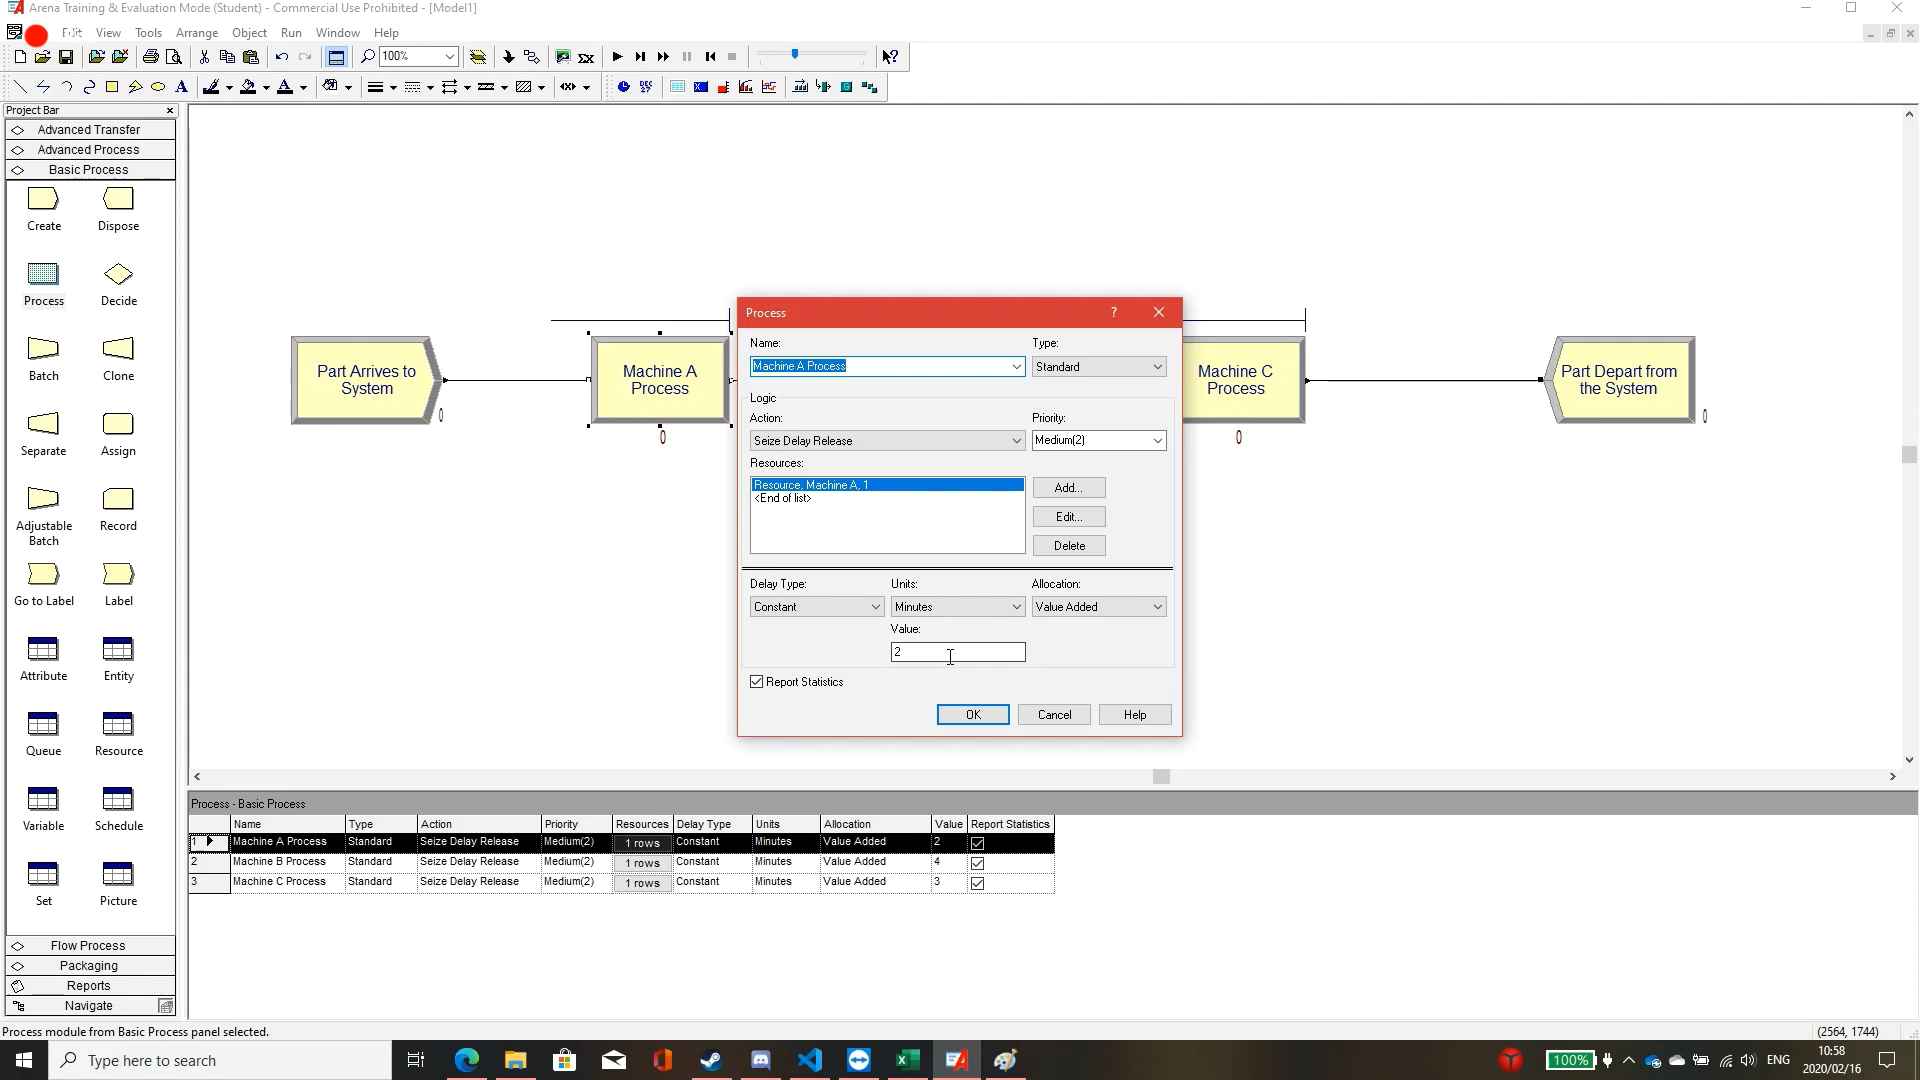 Arena Training & Evaluation Mode (Student) - Commercial Use Prohibited - [Model1]
Edit View Tools Arrange Object Run Window Help
100%
Project Bar
Advanced Transfer
Advanced Process
Basic Process
Create Dispose
Process Decide
Batch Clone
Separate Assign
Adjustable Batch Record
Go to Label Label
Attribute Entity
Queue Resource
Variable Schedule
Set Picture
Flow Process
Packaging
Reports
Navigate
Part Arrives to
System
0
Machine A
Process
0
Machine C
Process
0
Part Depart from
the System
0
Process
?
Name: Type:
Machine A Process Standard
Logic
Action: Priority:
Seize Delay Release Medium(2)
Resources:
Resource, Machine A, 1
<End of list>
Add...
Edit...
Delete
Delay Type: Units: Allocation:
Constant Minutes Value Added
Value:
2
Report Statistics
OK Cancel Help
Process - Basic Process
Name Type Action Priority Resources Delay Type Units Allocation Value Report Statistics
1 Machine A Process Standard Seize Delay Release Medium(2) 1 rows Constant Minutes Value Added 2
2 Machine B Process Standard Seize Delay Release Medium(2) 1 rows Constant Minutes Value Added 4
3 Machine C Process Standard Seize Delay Release Medium(2) 1 rows Constant Minutes Value Added 3
Process module from Basic Process panel selected.
(2564, 1744)
Type here to search
100%
ENG
10:58
2020/02/16